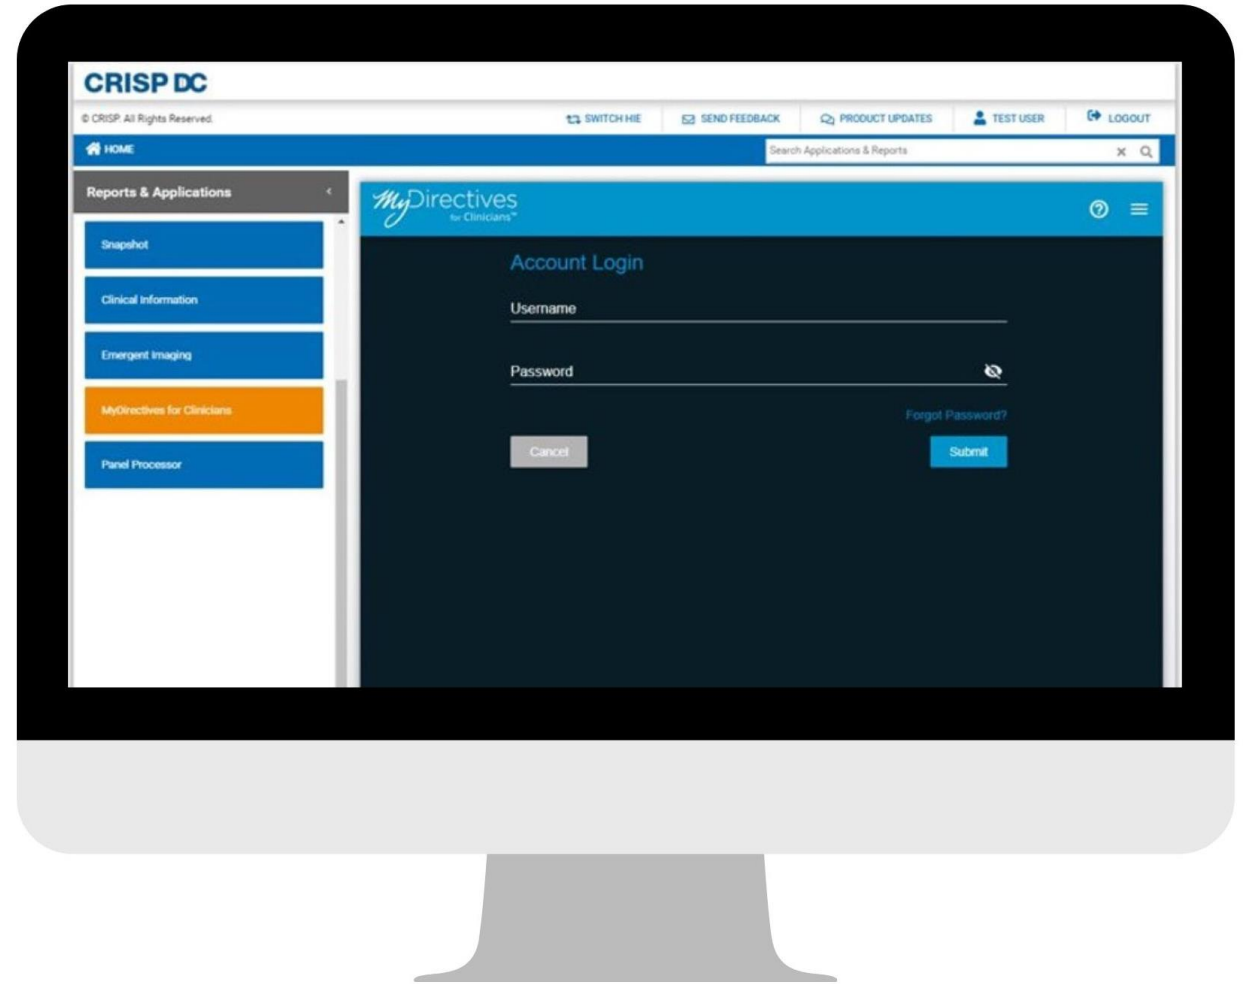 CRISP DC
© CRISP. All Rights Reserved.
SWITCH HIE
SEND FEEDBACK
PRODUCT UPDATES
TEST USER
LOGOUT
HOME
Search Applications & Reports
Reports & Applications
Snapshot
Clinical Information
Emergent Imaging
MyDirectives for Clinicians
Panel Processor
MyDirectives
for Clinicians™
Account Login
Username
Password
Forgot Password?
Cancel
Submit